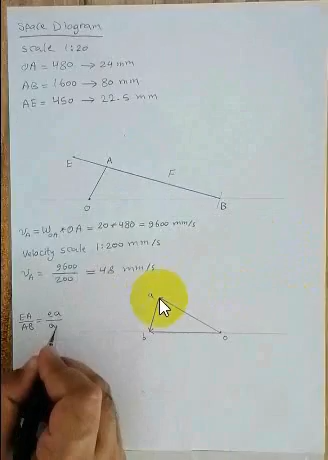 Space Diagram
scale 1:20
OA = 480 → 24 mm
AB = 1600 → 80 mm
AE = 450 → 22.5 mm
E A F
O B
VA = WOA * OA = 20 * 480 = 9600 mm/s
Velocity scale 1:200 mm/s
VA = 9600/200 = 48 mm/s
a
b o
EA/AB = ea/a